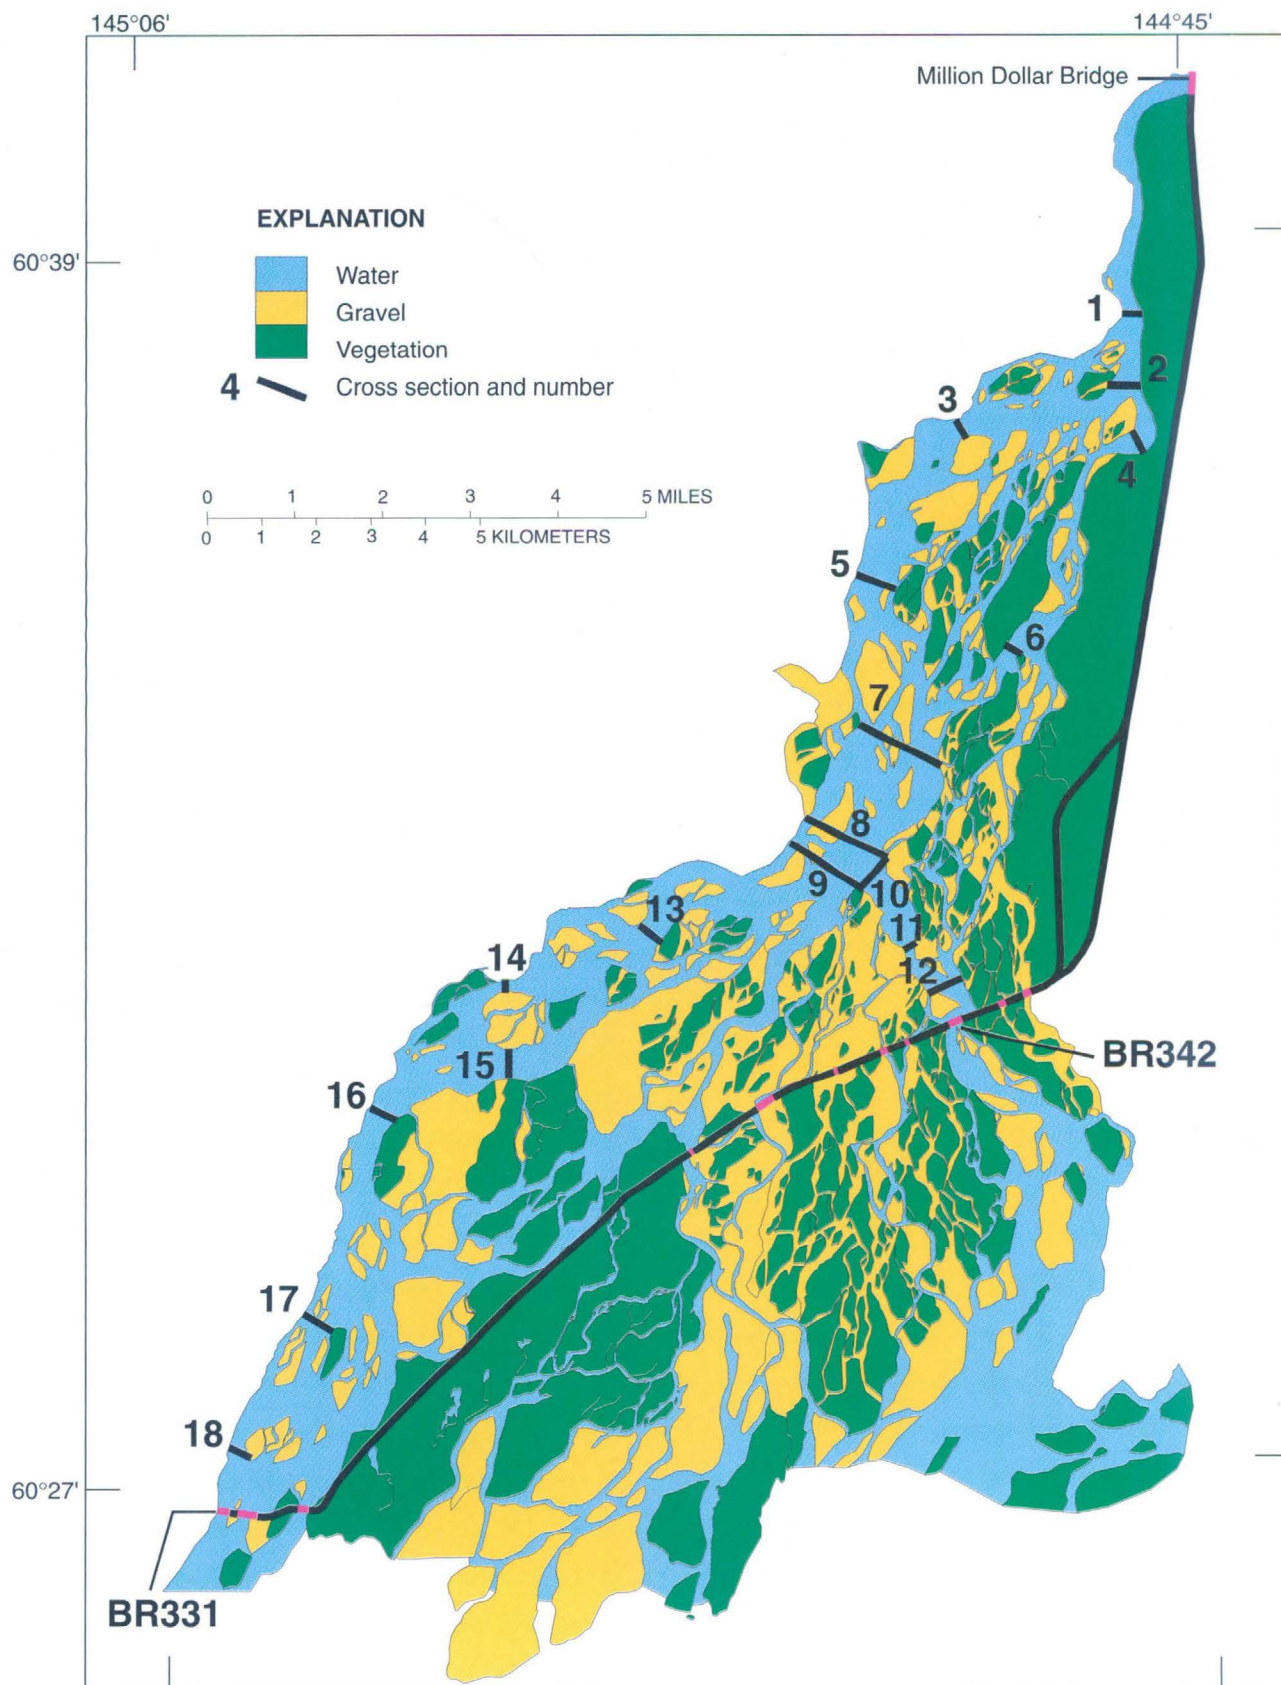 145°06'
144°45'
Million Dollar Bridge
EXPLANATION
60°39'
Water
Gravel
Vegetation
4 Cross section and number
0 1 2 3 4 5 MILES
0 1 2 3 4 5 KILOMETERS
1
2
3
4
5
6
7
8
9
10
11
12
13
14
15
BR342
16
17
18
60°27'
BR331